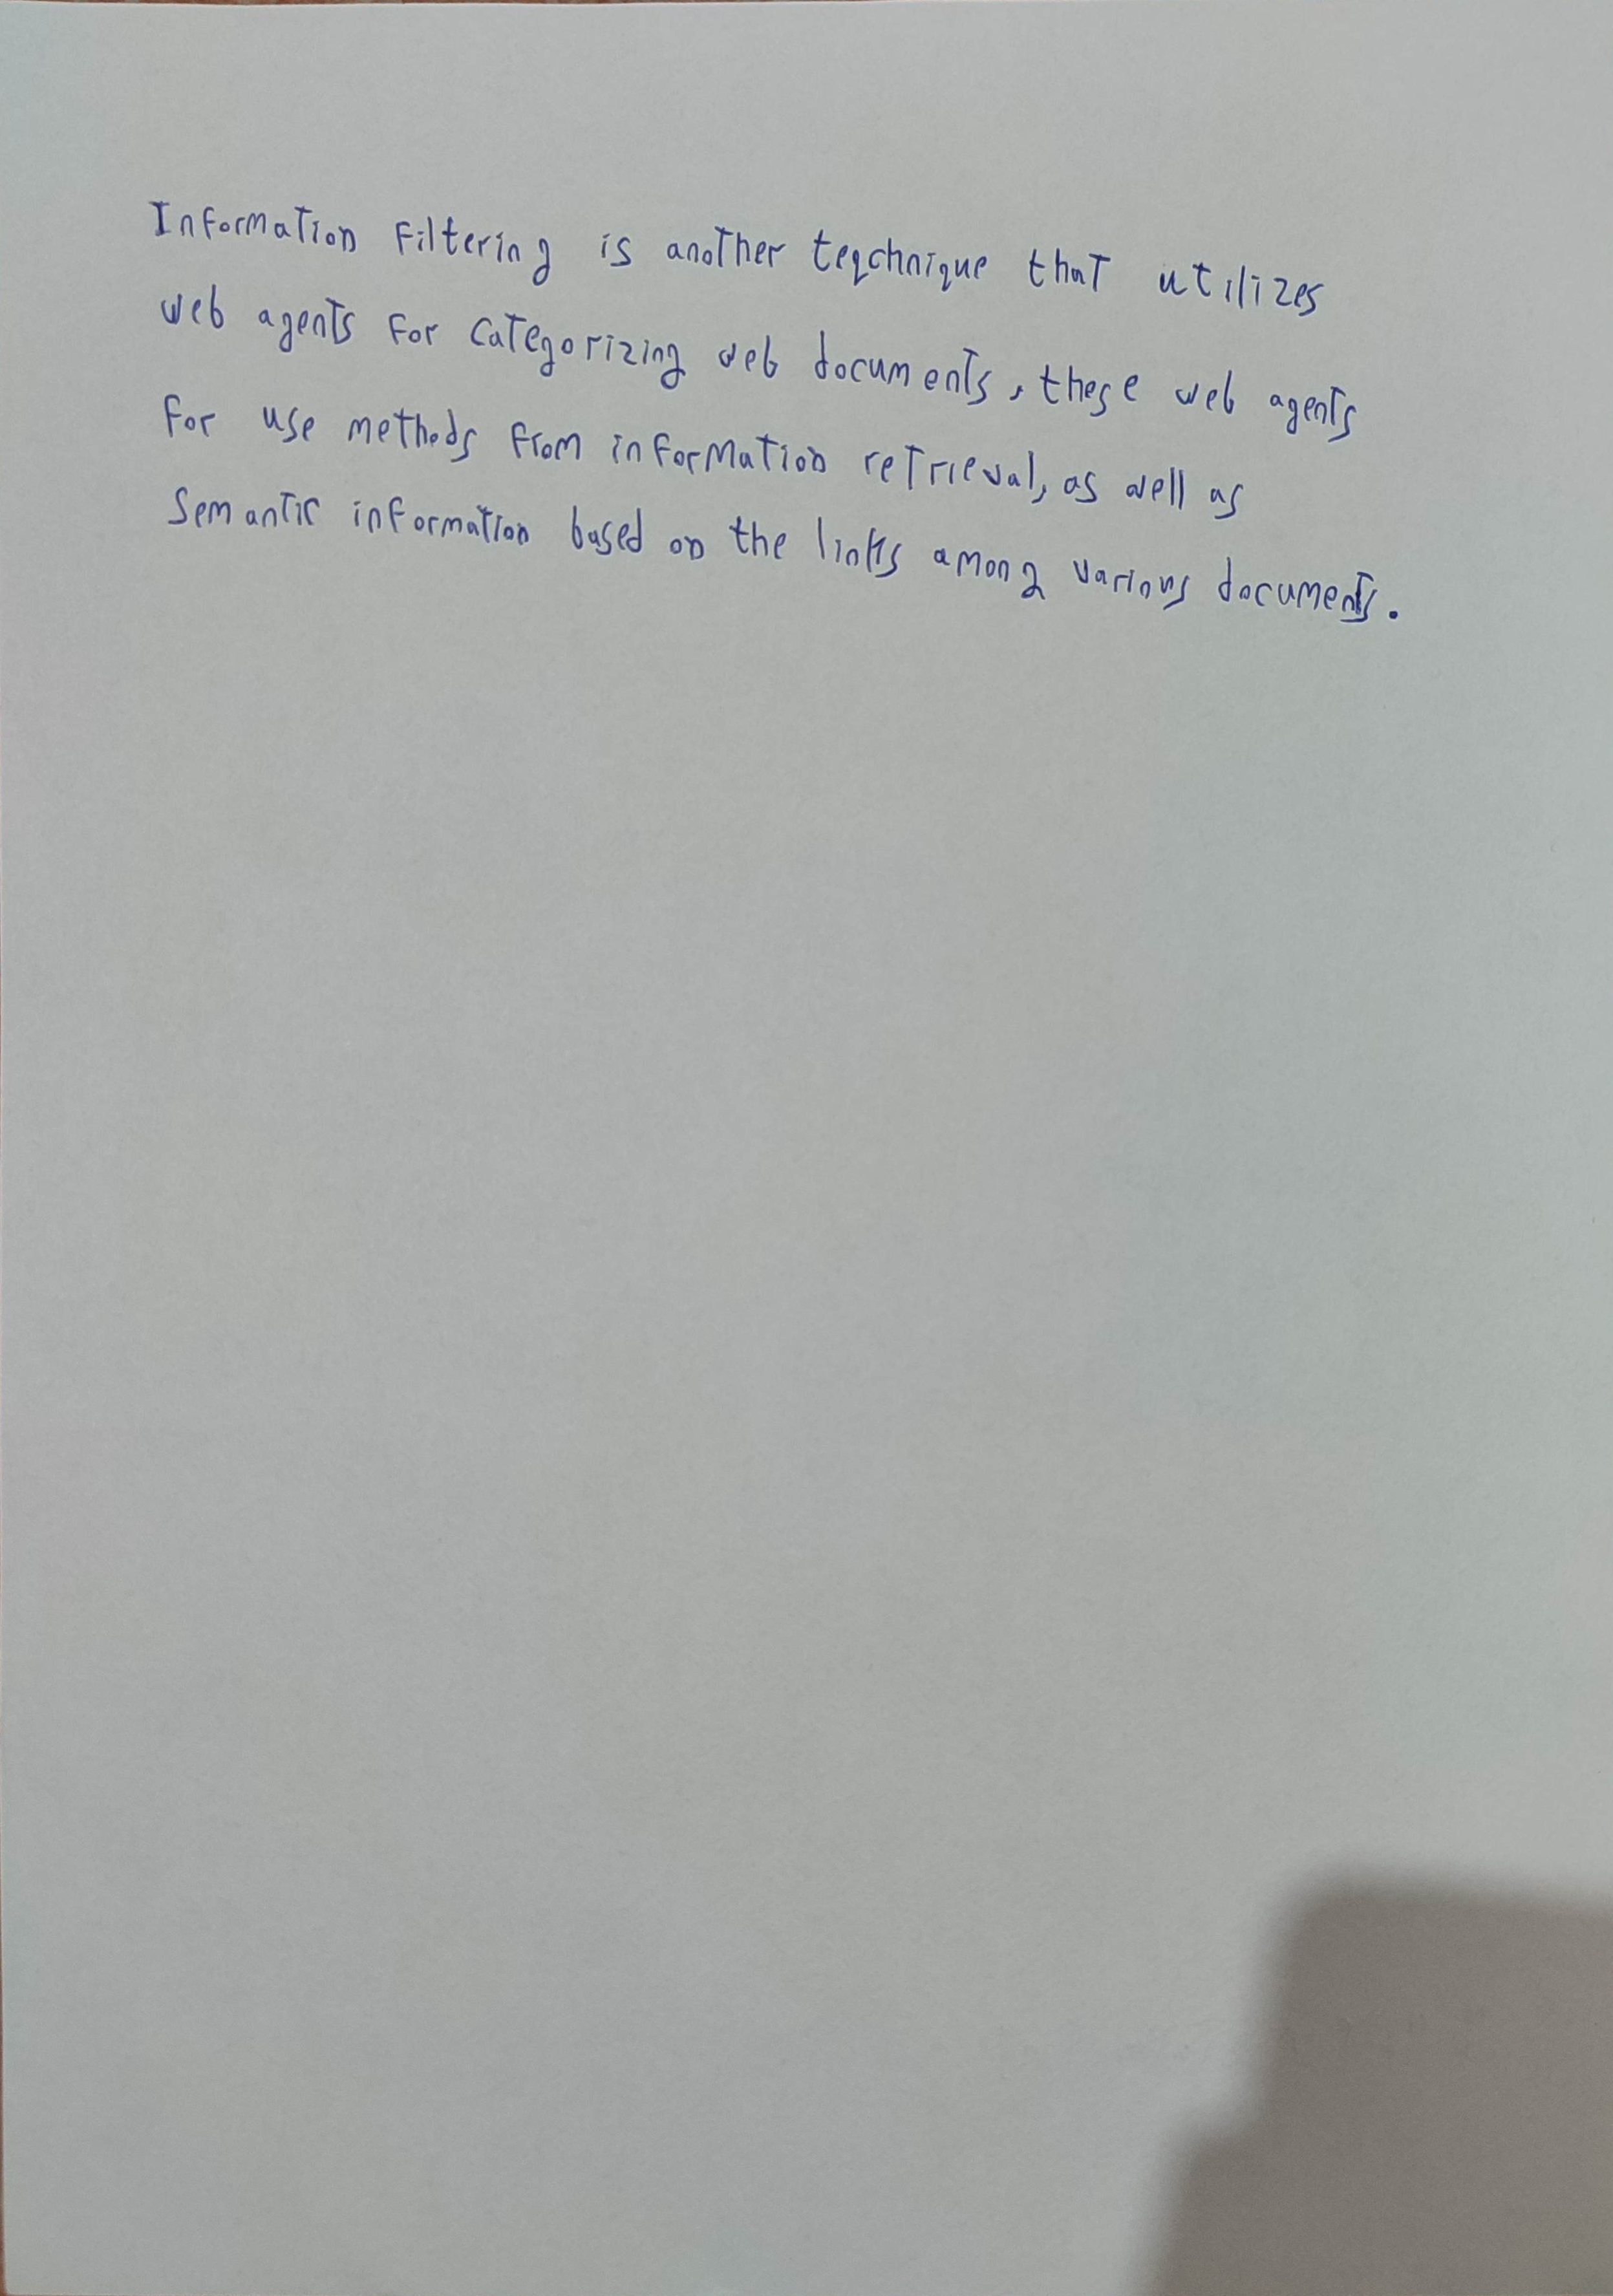 Information Filtering is another teqchnique that utilizes
web agents for Categorizing web documents, these web agents
for use methods from information retrieval, as well as
Semantic information based on the links among various documents.